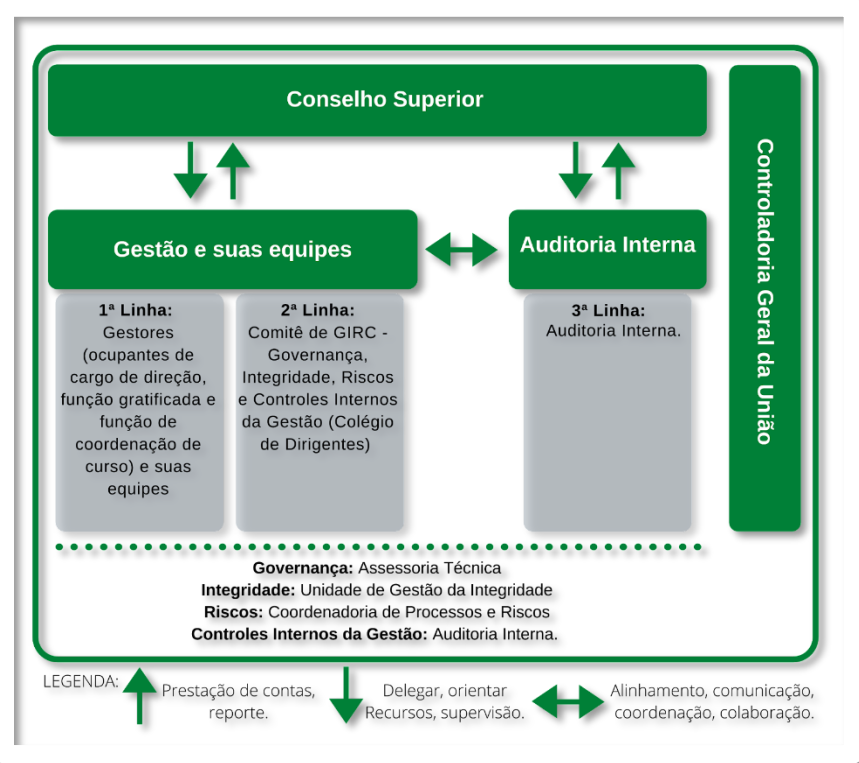 Conselho Superior
Controladoria Geral da União
Gestão e suas equipes
Auditoria Interna
1ª Linha:
Gestores
(ocupantes de
cargo de direção,
função gratificada e
função de
coordenação de
curso) e suas
equipes
2ª Linha:
Comitê de GIRC -
Governança,
Integridade, Riscos
e Controles Internos
da Gestão (Colégio
de Dirigentes)
3ª Linha:
Auditoria Interna.
Governança: Assessoria Técnica
Integridade: Unidade de Gestão da Integridade
Riscos: Coordenadoria de Processos e Riscos
Controles Internos da Gestão: Auditoria Interna.
LEGENDA:
Prestação de contas,
reporte.
Delegar, orientar
Recursos, supervisão.
Alinhamento, comunicação,
coordenação, colaboração.